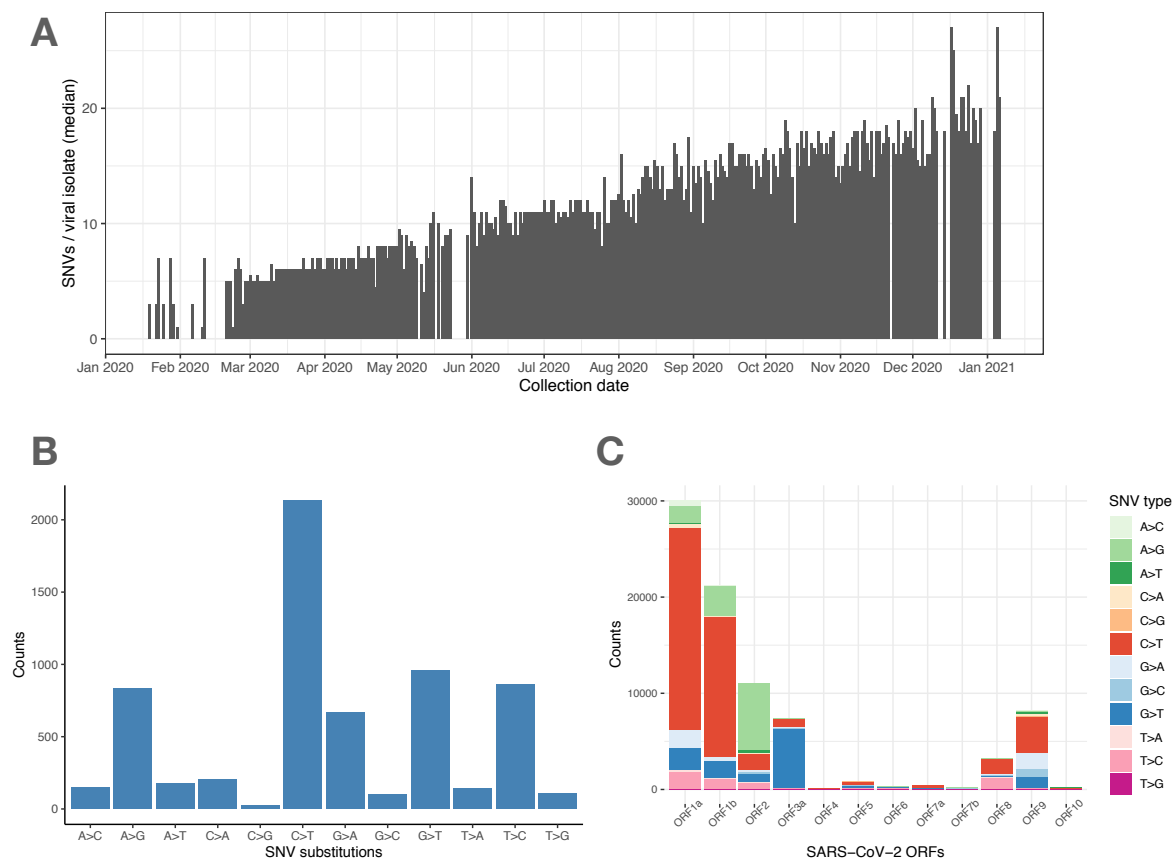 A
SNVs / viral isolate (median)
20
10
0
Jan 2020 Feb 2020 Mar 2020 Apr 2020 May 2020 Jun 2020 Jul 2020 Aug 2020 Sep 2020 Oct 2020 Nov 2020 Dec 2020 Jan 2021
Collection date
B
Counts
2000
1500
1000
500
0
A>C A>G A>T C>A C>G C>T G>A G>C G>T T>A T>C T>G
SNV substitutions
C
Counts
30000
20000
10000
0
ORF1a ORF1b ORF2 ORF3a ORF4 ORF5 ORF6 ORF7a ORF7b ORF8 ORF9 ORF10
SARS−CoV−2 ORFs
SNV type
A>C
A>G
A>T
C>A
C>G
C>T
G>A
G>C
G>T
T>A
T>C
T>G